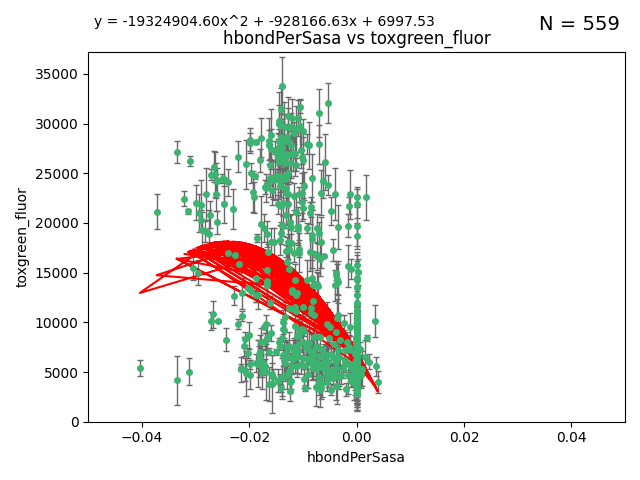 y = -19324904.60x^2 + -928166.63x + 6997.53
N = 559
hbondPerSasa vs toxgreen_fluor
35000
30000
25000
20000
15000
10000
5000
0
toxgreen_fluor
−0.04
−0.02
0.00
0.02
0.04
hbondPerSasa